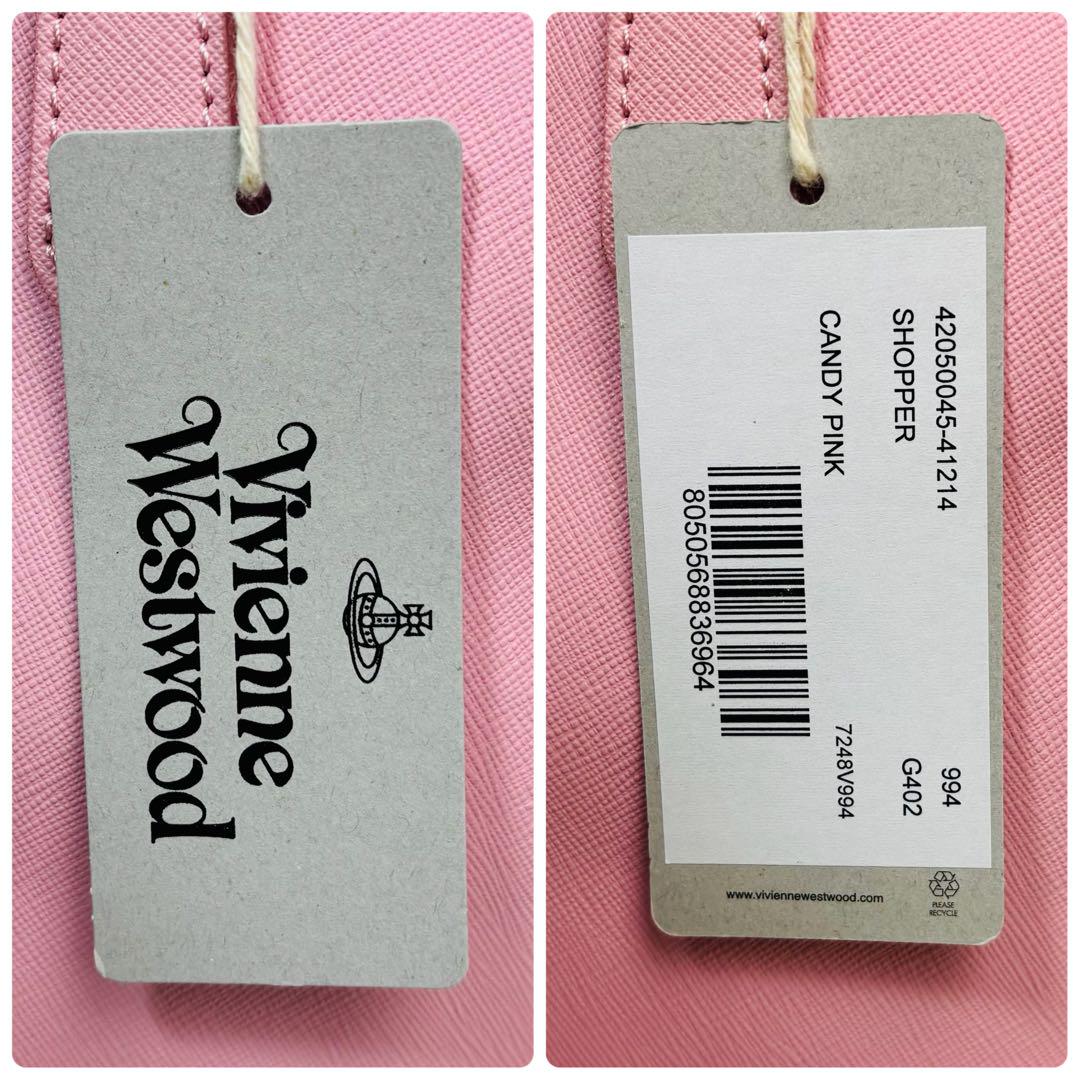 Vivienne
Westwood
42050045-41214
994
SHOPPER
G402
CANDY PINK
7248V994
8050568836964
www.viviennewestwood.com
PLEASE
RECYCLE